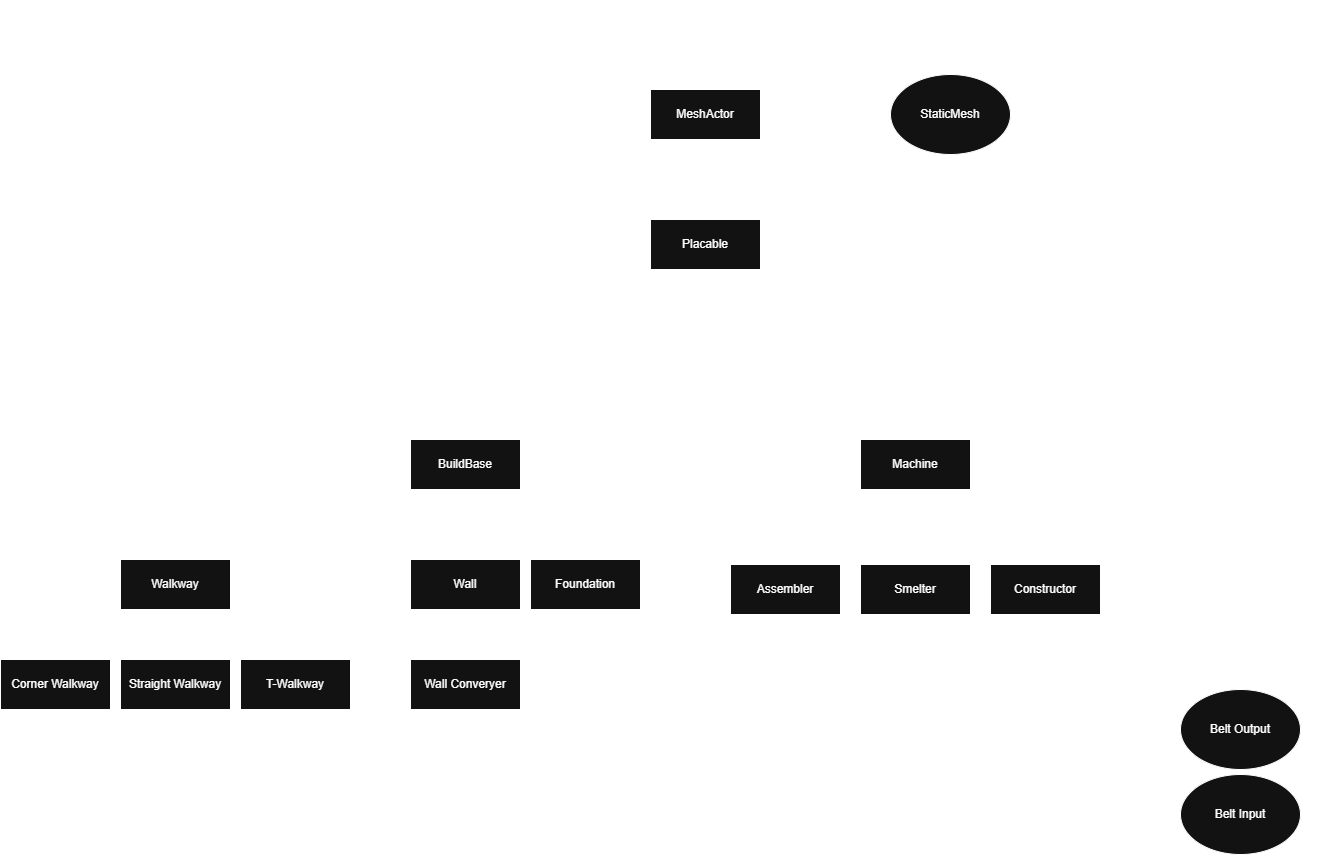 MeshActor
StaticMesh
Placable
BuildBase
Machine
Walkway
Wall
Foundation
Assembler
Smelter
Constructor
Corner Walkway
Straight Walkway
T-Walkway
Wall Converyer
Belt Output
Belt Input